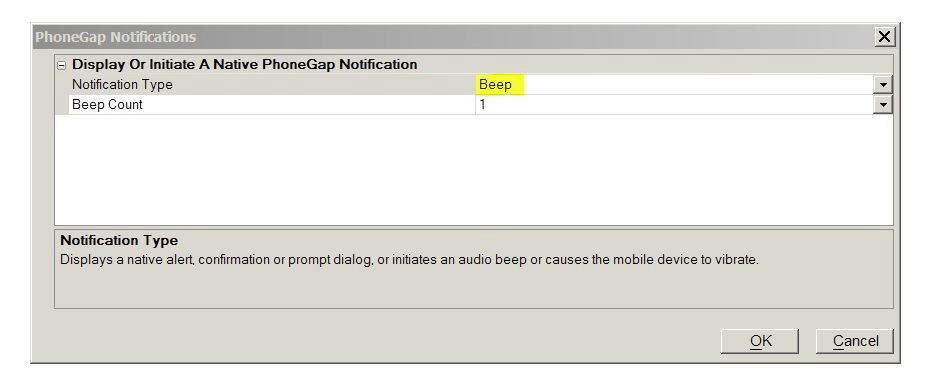 PhoneGap Notifications
Display Or Initiate A Native PhoneGap Notification
Notification Type Beep
Beep Count 1
Notification Type
Displays a native alert, confirmation or prompt dialog, or initiates an audio beep or causes the mobile device to vibrate.
OK Cancel